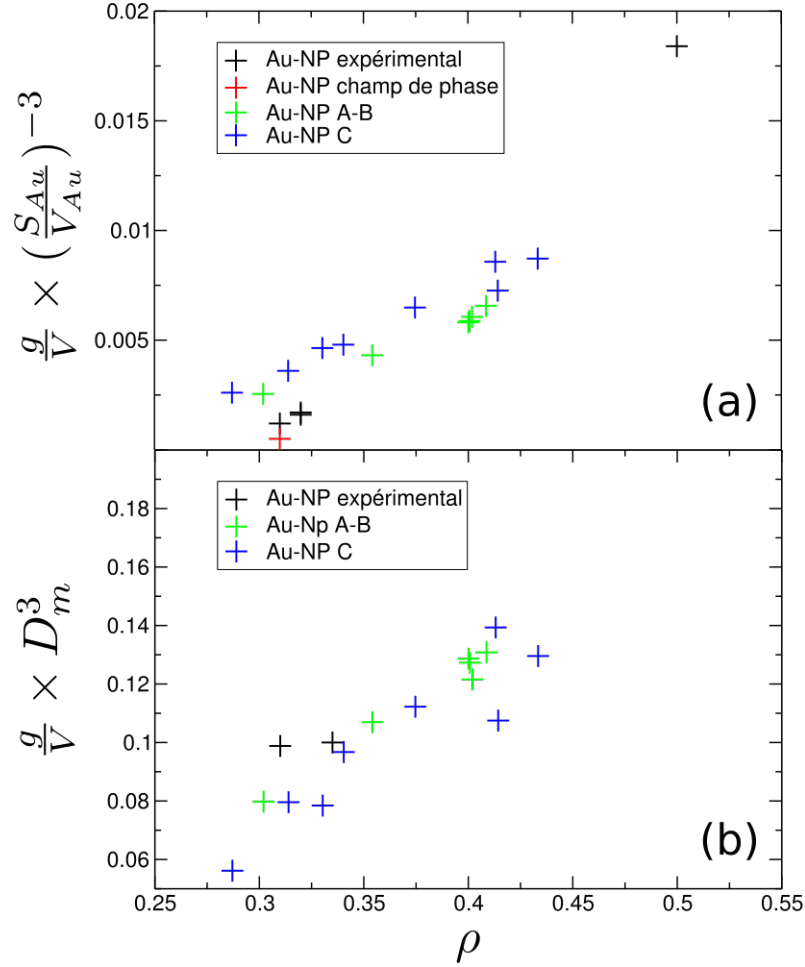 0.02
0.015
0.01
0.005
g/V × (S_Au/V_Au)^−3
Au-NP expérimental
Au-NP champ de phase
Au-NP A-B
Au-NP C
(a)
0.18
0.16
0.14
0.12
0.1
0.08
0.06
g/V × D_m^3
Au-NP expérimental
Au-Np A-B
Au-NP C
(b)
0.25 0.3 0.35 0.4 0.45 0.5 0.55
ρ